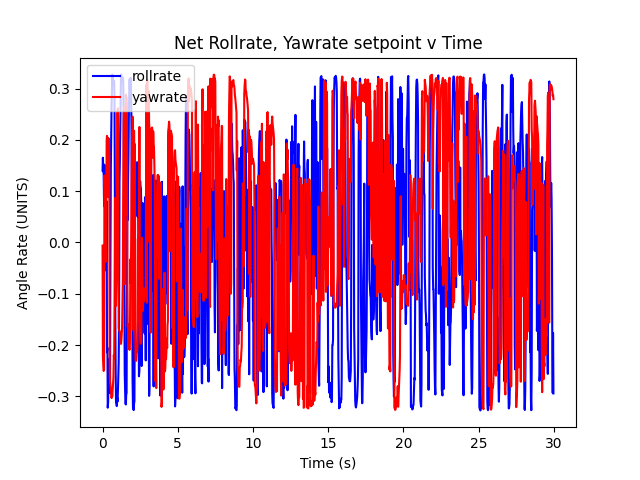 Net Rollrate, Yawrate setpoint v Time
rollrate
yawrate
Angle Rate (UNITS)
0.3
0.2
0.1
0.0
−0.1
−0.2
−0.3
0 5 10 15 20 25 30
Time (s)